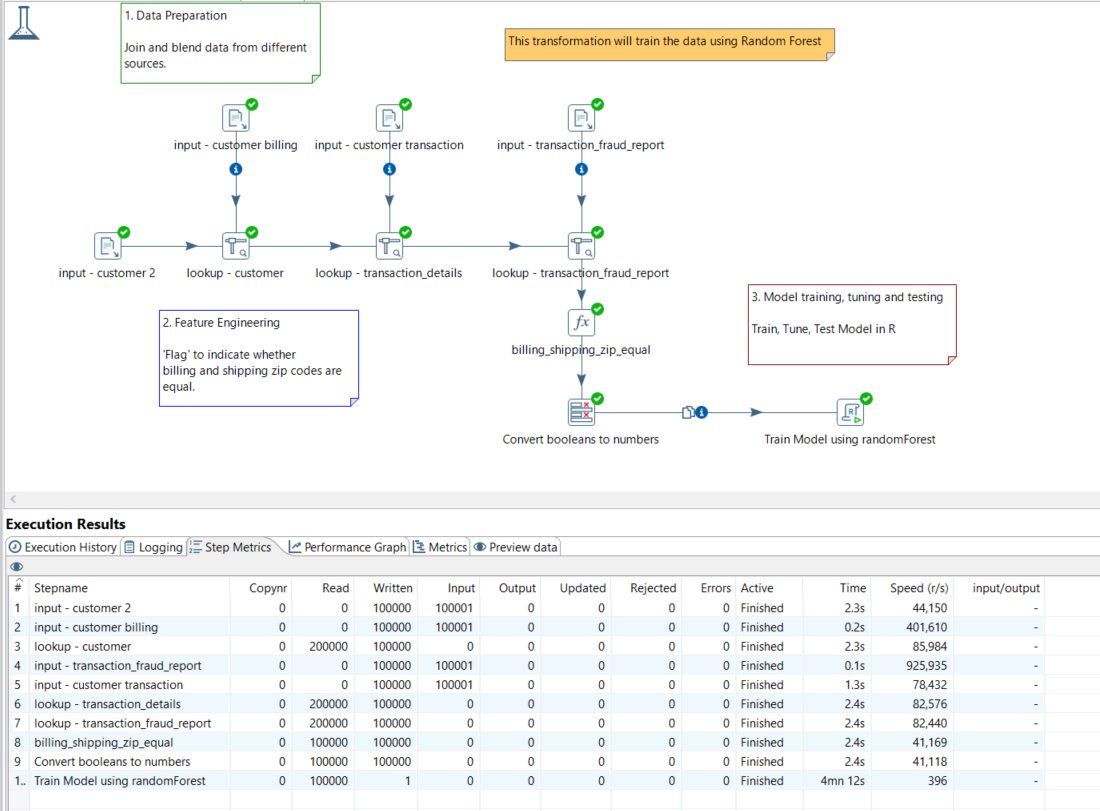 1. Data Preparation
Join and blend data from different
sources.
This transformation will train the data using Random Forest
input - customer billing
input - customer transaction
input - transaction_fraud_report
input - customer 2
lookup - customer
lookup - transaction_details
lookup - transaction_fraud_report
2. Feature Engineering
'Flag' to indicate whether
billing and shipping zip codes are
equal.
billing_shipping_zip_equal
3. Model training, tuning and testing
Train, Tune, Test Model in R
Convert booleans to numbers
R
Train Model using randomForest
Execution Results
Execution History Logging Step Metrics Performance Graph Metrics Preview data
# Stepname Copynr Read Written Input Output Updated Rejected Errors Active Time Speed (r/s) input/output
1 input - customer 2 0 0 100000 100001 0 0 0 0 Finished 2.3s 44,150 -
2 input - customer billing 0 0 100000 100001 0 0 0 0 Finished 0.2s 401,610 -
3 lookup - customer 0 200000 100000 0 0 0 0 0 Finished 2.3s 85,984 -
4 input - transaction_fraud_report 0 0 100000 100001 0 0 0 0 Finished 0.1s 925,935 -
5 input - customer transaction 0 0 100000 100001 0 0 0 0 Finished 1.3s 78,432 -
6 lookup - transaction_details 0 200000 100000 0 0 0 0 0 Finished 2.4s 82,576 -
7 lookup - transaction_fraud_report 0 200000 100000 0 0 0 0 0 Finished 2.4s 82,440 -
8 billing_shipping_zip_equal 0 100000 100000 0 0 0 0 0 Finished 2.4s 41,169 -
9 Convert booleans to numbers 0 100000 100000 0 0 0 0 0 Finished 2.4s 41,118 -
1.. Train Model using randomForest 0 100000 1 0 0 0 0 0 Finished 4mn 12s 396 -